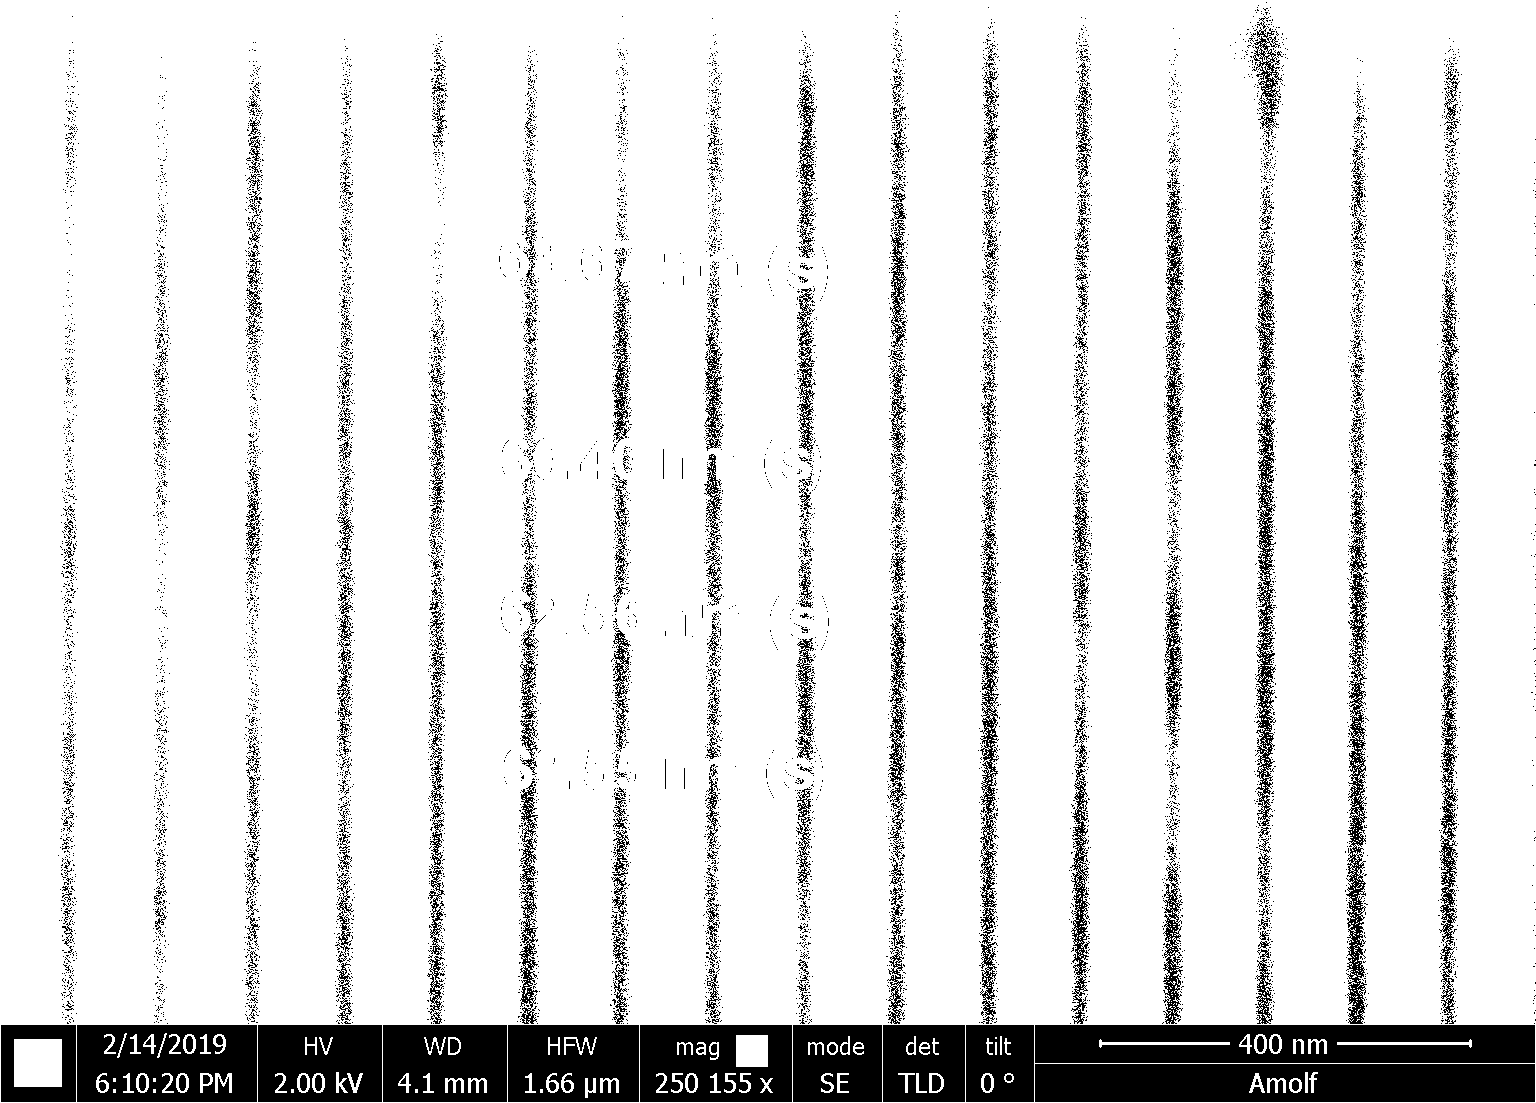 2/14/2019
6:10:20 PM
HV
2.00 kV
WD
4.1 mm
HFW
1.66 µm
mag
250 155 x
mode
SE
det
TLD
tilt
0 °
400 nm
Amolf